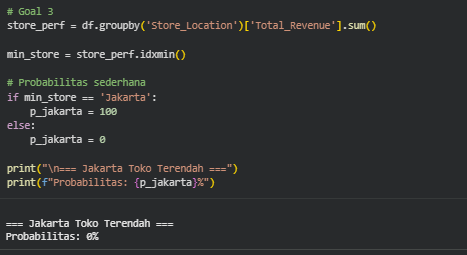 # Goal 3
store_perf = df.groupby('Store_Location')['Total_Revenue'].sum()
min_store = store_perf.idxmin()
# Probabilitas sederhana
if min_store == 'Jakarta':
    p_jakarta = 100
else:
    p_jakarta = 0
print("\n=== Jakarta Toko Terendah ===")
print(f"Probabilitas: {p_jakarta}%")
=== Jakarta Toko Terendah ===
Probabilitas: 0%